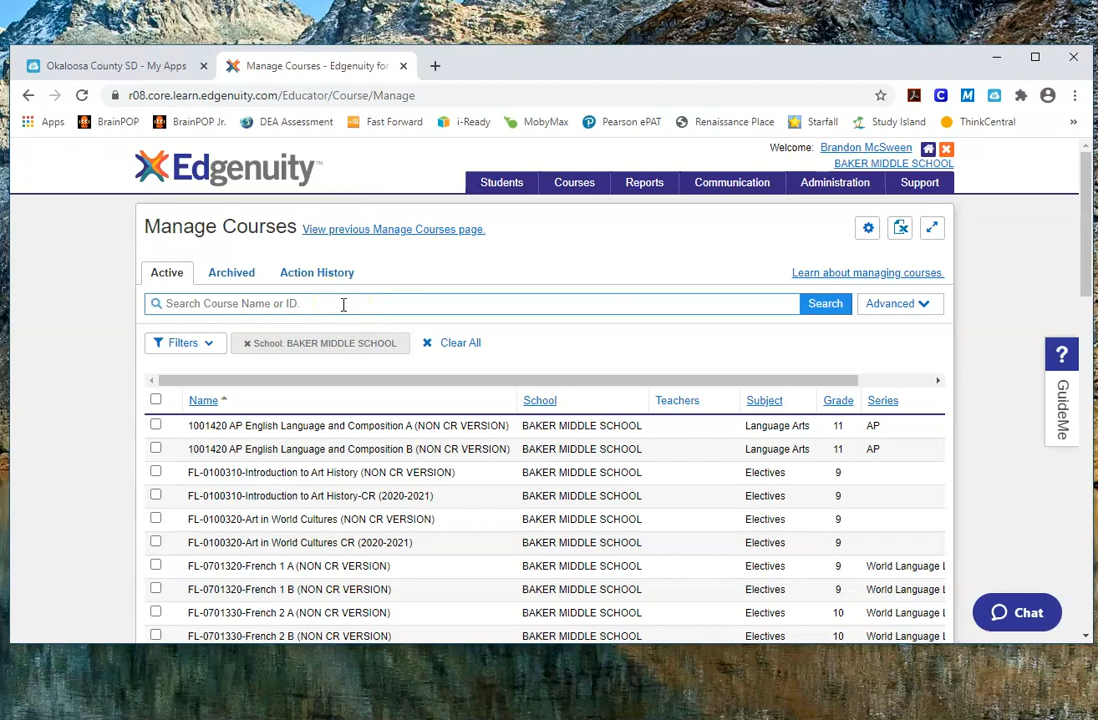 Okaloosa County SD - My Apps
Manage Courses - Edgenuity for
r08.core.learn.edgenuity.com/Educator/Course/Manage
Apps BrainPOP BrainPOP Jr. DEA Assessment Fast Forward i-Ready MobyMax Pearson ePAT Renaissance Place Starfall Study Island ThinkCentral »
Welcome: Brandon McSween
BAKER MIDDLE SCHOOL
Edgenuity™
Students Courses Reports Communication Administration Support
Manage Courses View previous Manage Courses page.
Active Archived Action History Learn about managing courses.
Search Course Name or ID. Search Advanced
Filters × School: BAKER MIDDLE SCHOOL × Clear All
Name School Teachers Subject Grade Series
1001420 AP English Language and Composition A (NON CR VERSION) BAKER MIDDLE SCHOOL Language Arts 11 AP
1001420 AP English Language and Composition B (NON CR VERSION) BAKER MIDDLE SCHOOL Language Arts 11 AP
FL-0100310-Introduction to Art History (NON CR VERSION) BAKER MIDDLE SCHOOL Electives 9
FL-0100310-Introduction to Art History-CR (2020-2021) BAKER MIDDLE SCHOOL Electives 9
FL-0100320-Art in World Cultures (NON CR VERSION) BAKER MIDDLE SCHOOL Electives 9
FL-0100320-Art in World Cultures CR (2020-2021) BAKER MIDDLE SCHOOL Electives 9
FL-0701320-French 1 A (NON CR VERSION) BAKER MIDDLE SCHOOL Electives 9 World Language L
FL-0701320-French 1 B (NON CR VERSION) BAKER MIDDLE SCHOOL Electives 9 World Language L
FL-0701330-French 2 A (NON CR VERSION) BAKER MIDDLE SCHOOL Electives 10 World Language L
FL-0701330-French 2 B (NON CR VERSION) BAKER MIDDLE SCHOOL Electives 10 World Language L
? GuideMe
Chat